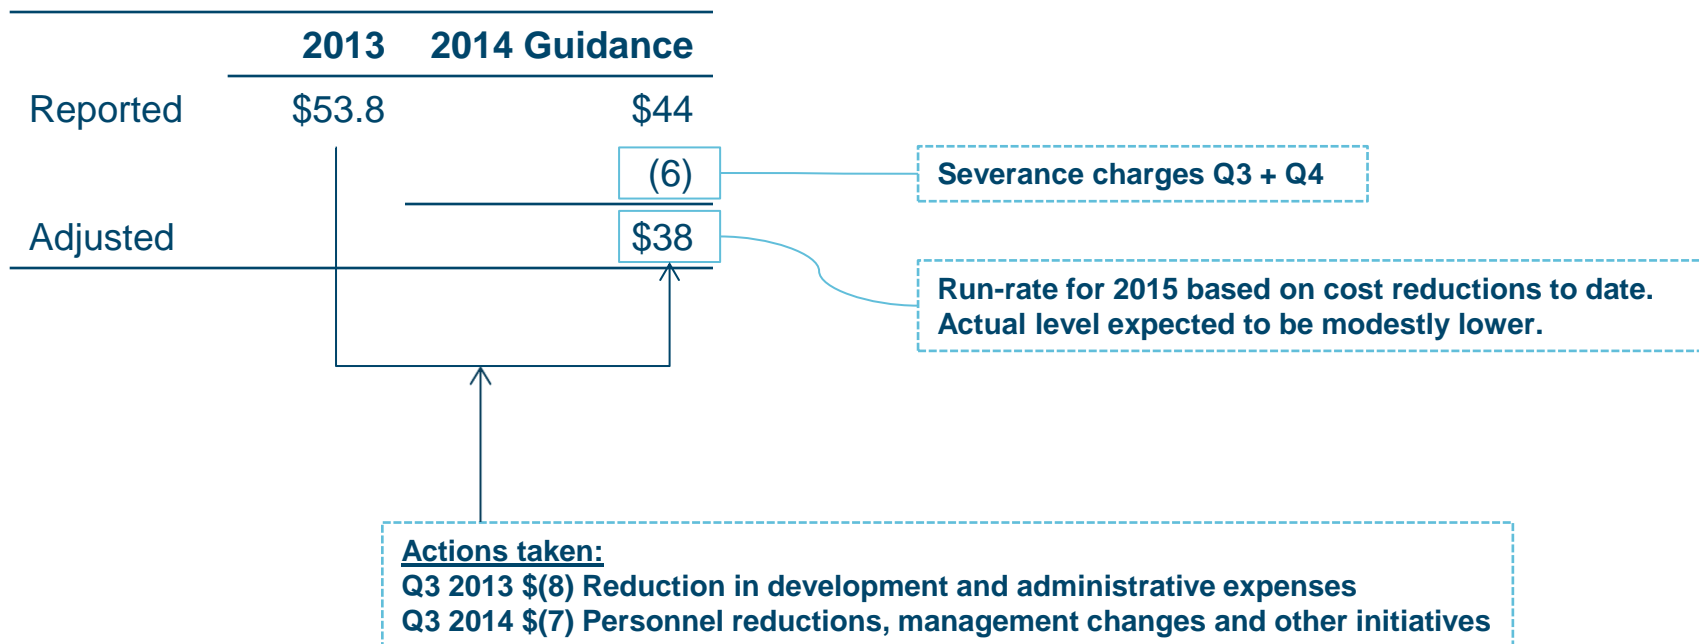 2013 2014 Guidance
Reported $53.8 $44
(6)
Severance charges Q3 + Q4
Adjusted $38
Run-rate for 2015 based on cost reductions to date.
Actual level expected to be modestly lower.
Actions taken:
Q3 2013 $(8) Reduction in development and administrative expenses
Q3 2014 $(7) Personnel reductions, management changes and other initiatives